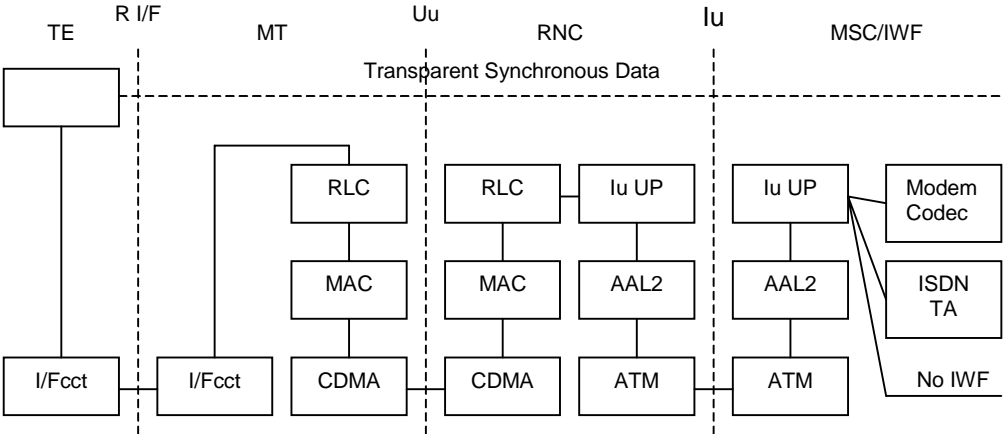 R I/F
Uu
Iu
TE
MT
RNC
MSC/IWF
Transparent Synchronous Data
RLC
RLC
Iu UP
Iu UP
Modem
Codec
MAC
MAC
AAL2
AAL2
ISDN
TA
I/Fcct
I/Fcct
CDMA
CDMA
ATM
ATM
No IWF